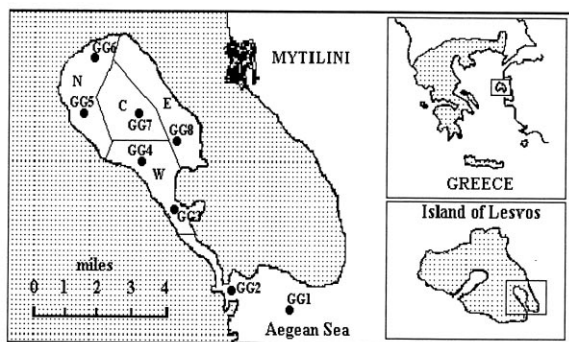 GG6
MYTILINI
N
C
E
GG5
GG7
GG8
GG4
W
GG3
miles
0 1 2 3 4
GG2
GG1
Aegean Sea
GREECE
Island of Lesvos